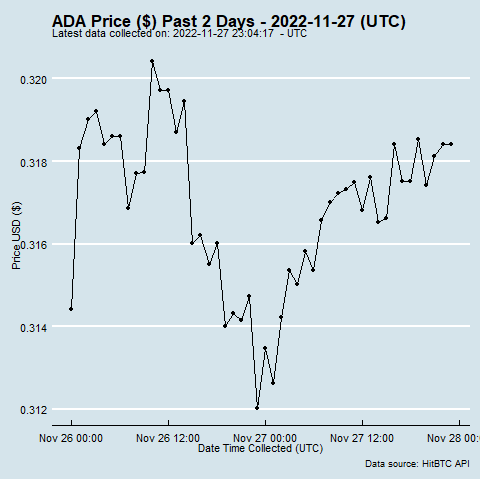 ADA Price ($) Past 2 Days - 2022-11-27 (UTC)
Latest data collected on: 2022-11-27 23:04:17 - UTC
0.320
0.318
0.316
0.314
0.312
Price USD ($)
Nov 26 00:00 Nov 26 12:00 Nov 27 00:00 Nov 27 12:00 Nov 28 00:0
Date Time Collected (UTC)
Data source: HitBTC API